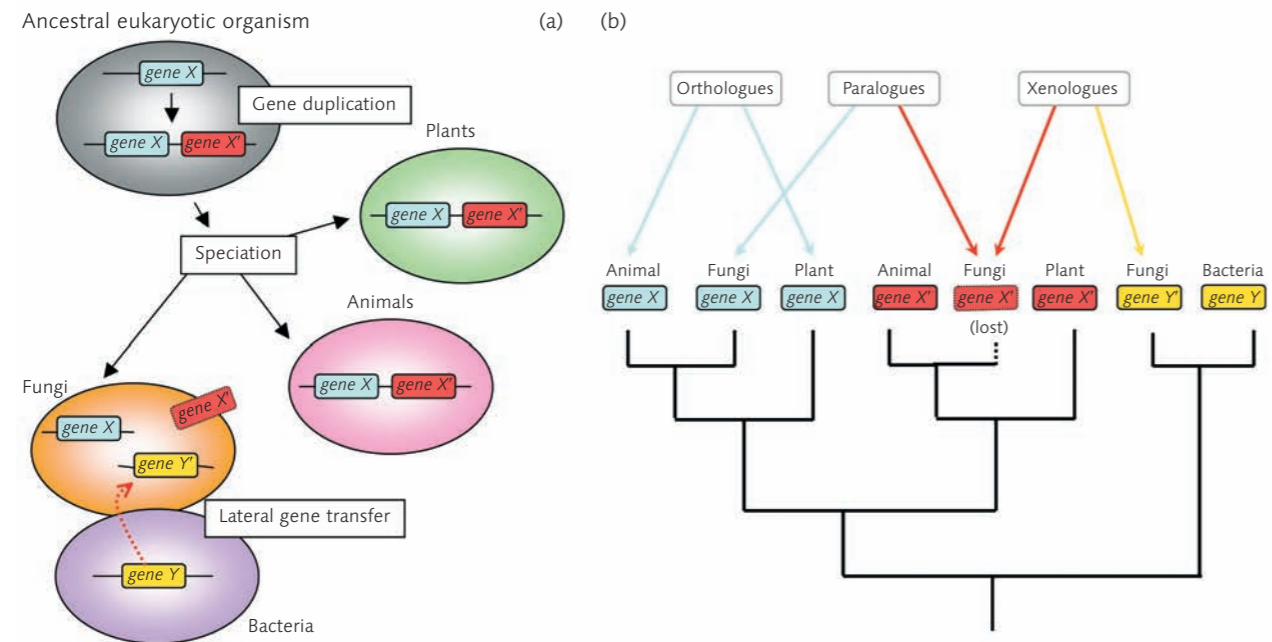 Ancestral eukaryotic organism
(a)
gene X
Gene duplication
gene X gene X'
Plants
gene X gene X'
Speciation
Animals
gene X gene X'
Fungi
gene X'
gene X
gene Y'
Lateral gene transfer
gene Y
Bacteria
(b)
Orthologues Paralogues Xenologues
Animal Fungi Plant Animal Fungi Plant Fungi Bacteria
gene X gene X gene X gene X' gene X' gene X' gene Y' gene Y
(lost)